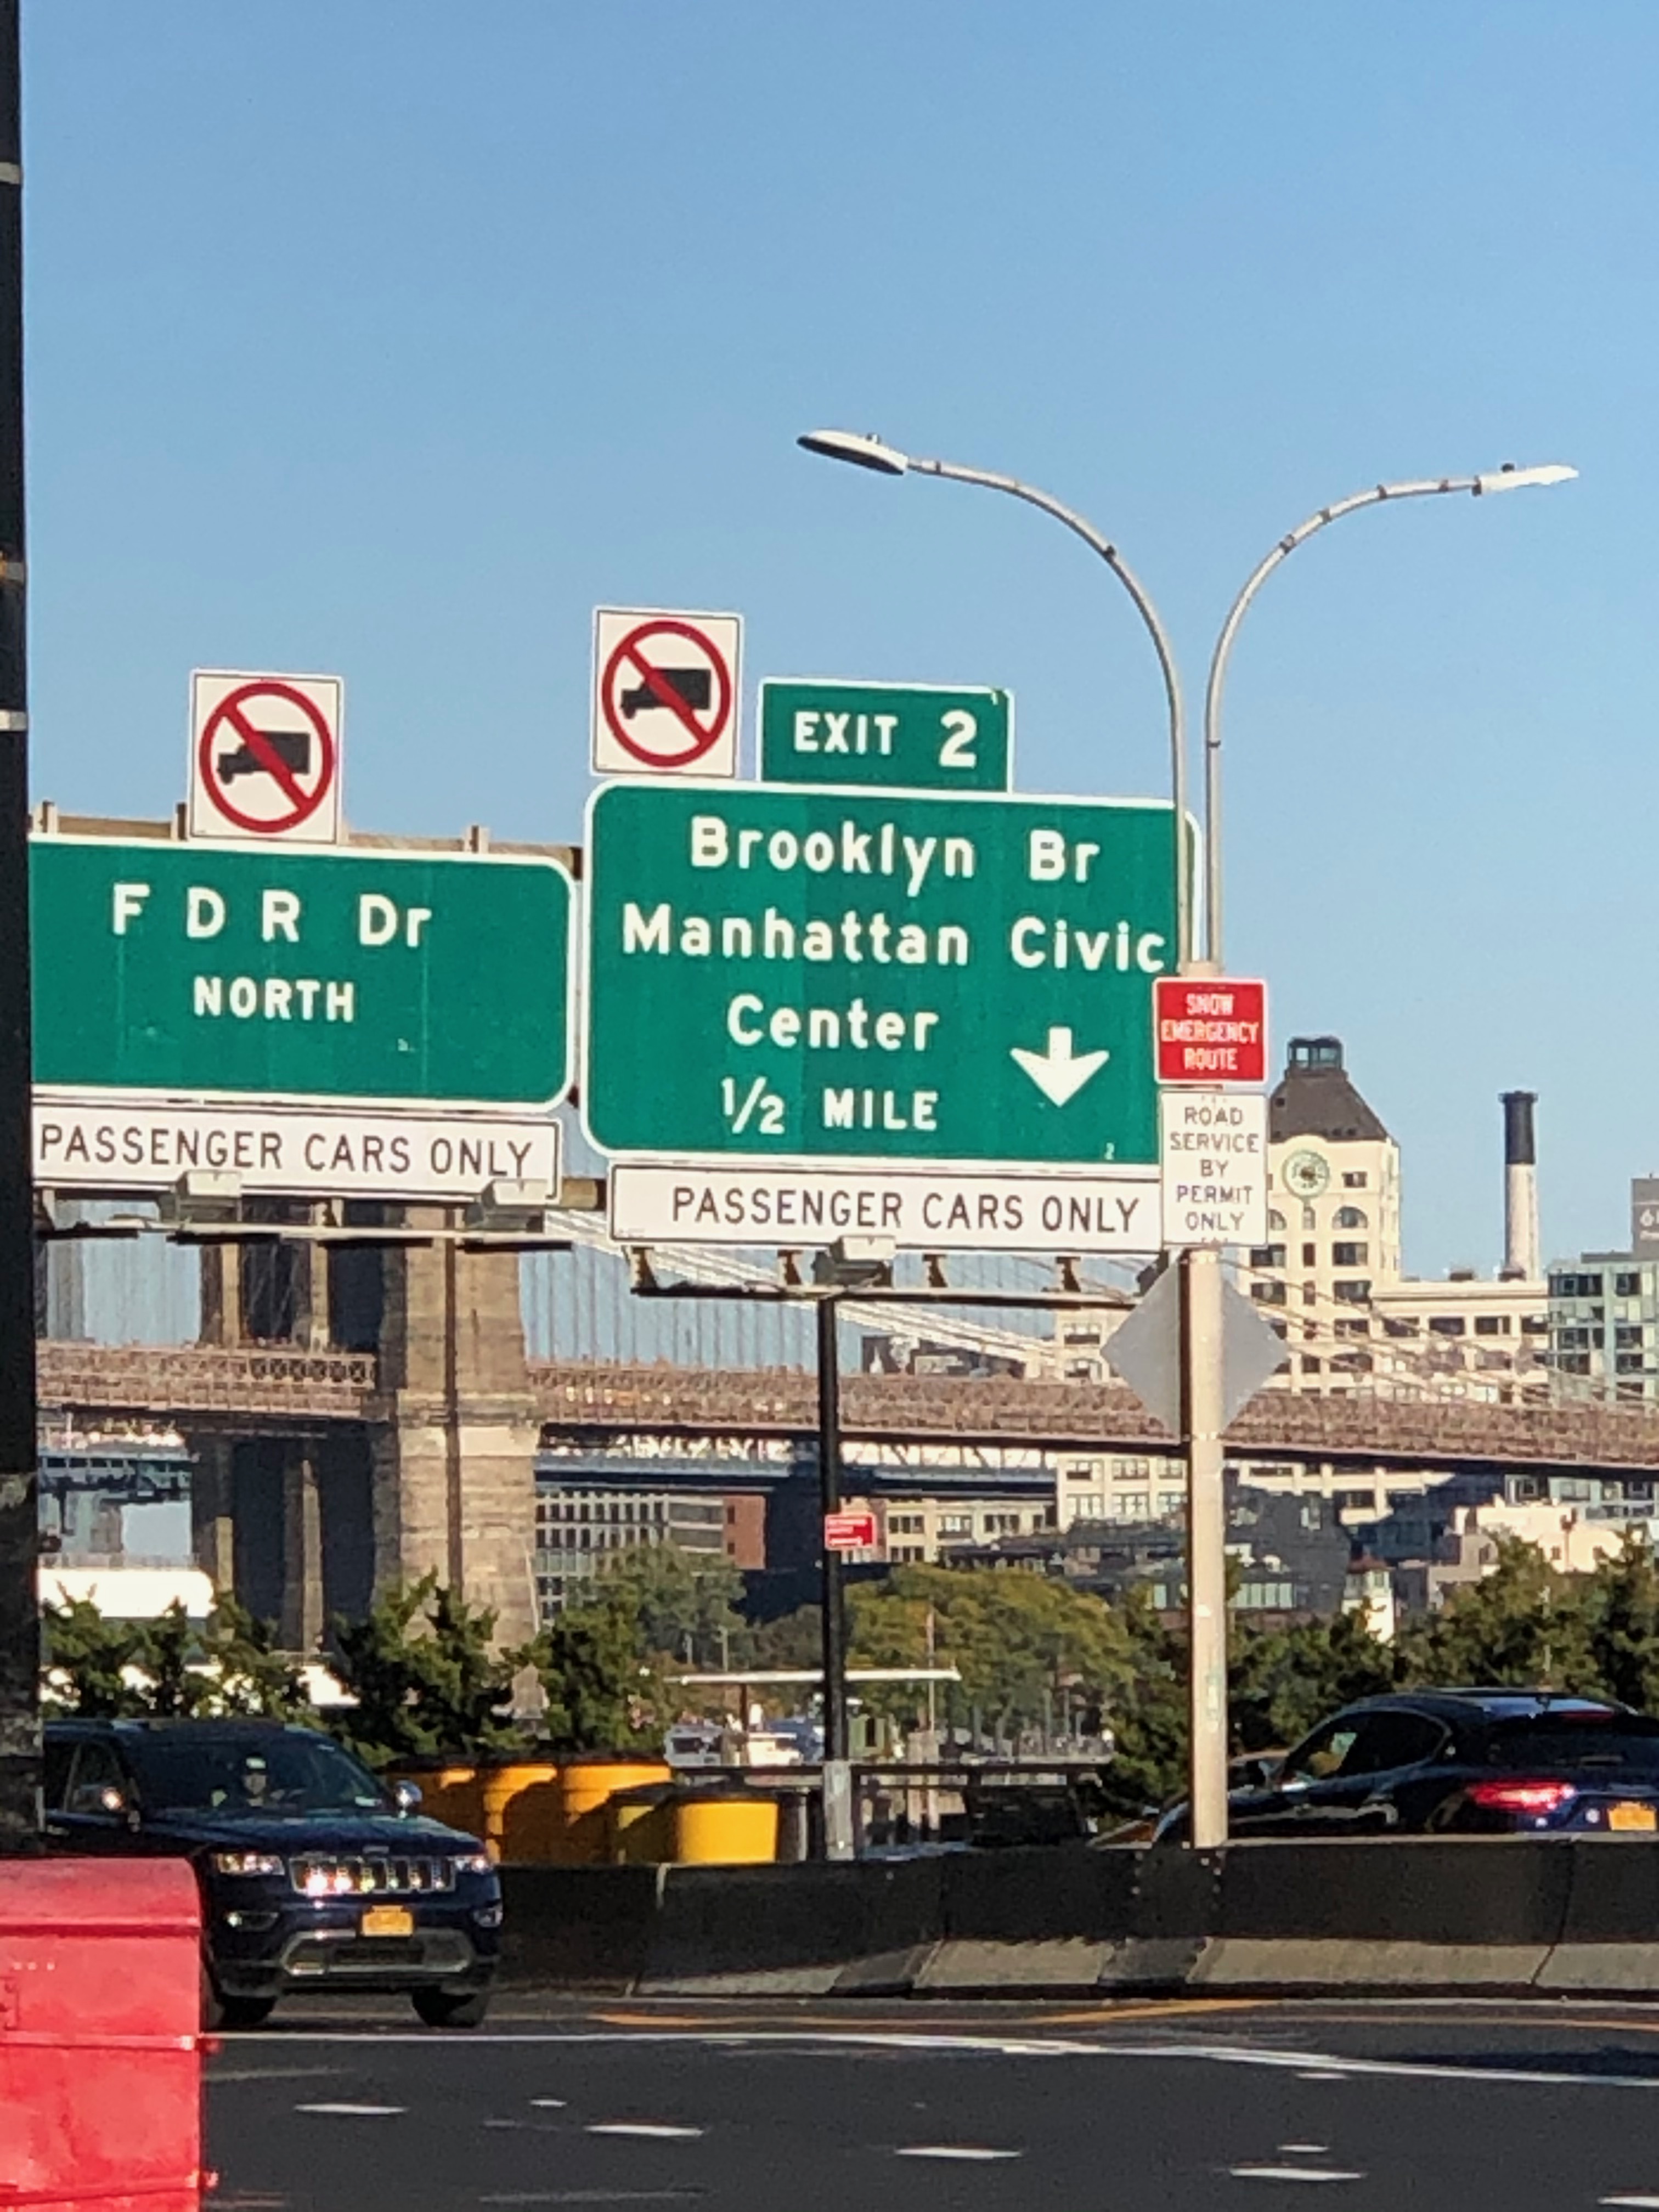 EXIT 2
Brooklyn Br
Manhattan Civic
Center
1/2 MILE
PASSENGER CARS ONLY
F D R Dr
NORTH
PASSENGER CARS ONLY
SNOW
EMERGENCY
ROUTE
ROAD
SERVICE
BY
PERMIT
ONLY